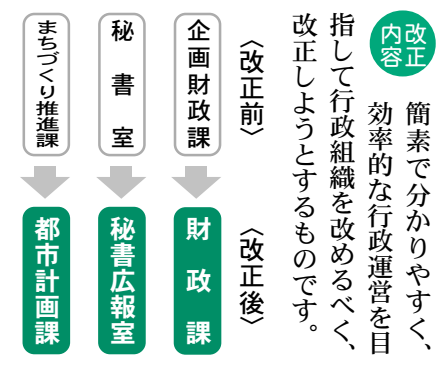 改正
内容
簡素で分かりやすく、
効率的な行政運営を目
指して行政組織を改めるべく、
改正しようとするものです。
〈改正前〉
〈改正後〉
企画財政課
財政課
秘書室
秘書広報室
まちづくり推進課
都市計画課